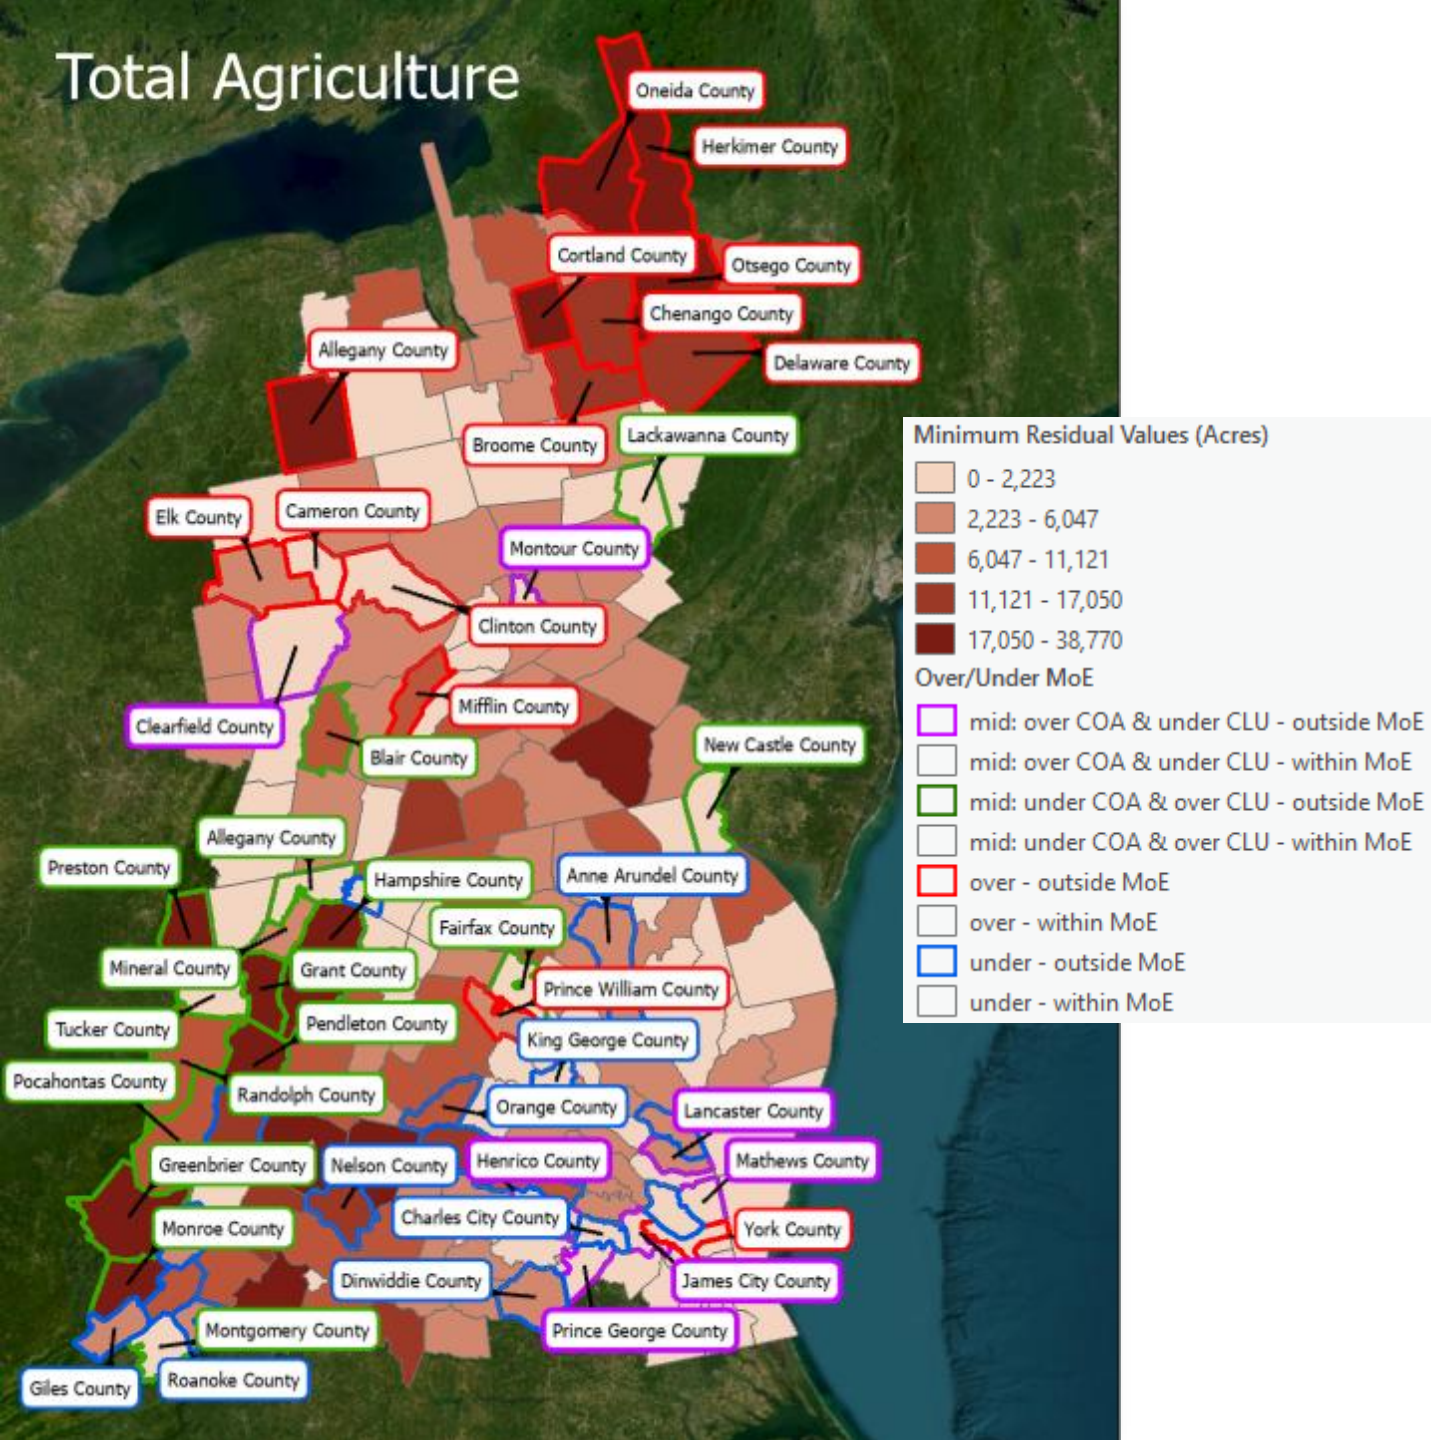 Total Agriculture
Oneida County
Herkimer County
Cortland County
Otsego County
Chenango County
Allegany County
Delaware County
Broome County
Lackawanna County
Elk County
Cameron County
Montour County
Clinton County
Mifflin County
Clearfield County
Blair County
New Castle County
Allegany County
Preston County
Hampshire County
Anne Arundel County
Fairfax County
Mineral County
Grant County
Prince William County
Tucker County
Pendleton County
King George County
Pocahontas County
Randolph County
Orange County
Lancaster County
Greenbrier County
Nelson County
Henrico County
Mathews County
Monroe County
Charles City County
York County
Dinwiddie County
James City County
Montgomery County
Prince George County
Giles County
Roanoke County
Minimum Residual Values (Acres)
0 - 2,223
2,223 - 6,047
6,047 - 11,121
11,121 - 17,050
17,050 - 38,770
Over/Under MoE
mid: over COA & under CLU - outside MoE
mid: over COA & under CLU - within MoE
mid: under COA & over CLU - outside MoE
mid: under COA & over CLU - within MoE
over - outside MoE
over - within MoE
under - outside MoE
under - within MoE